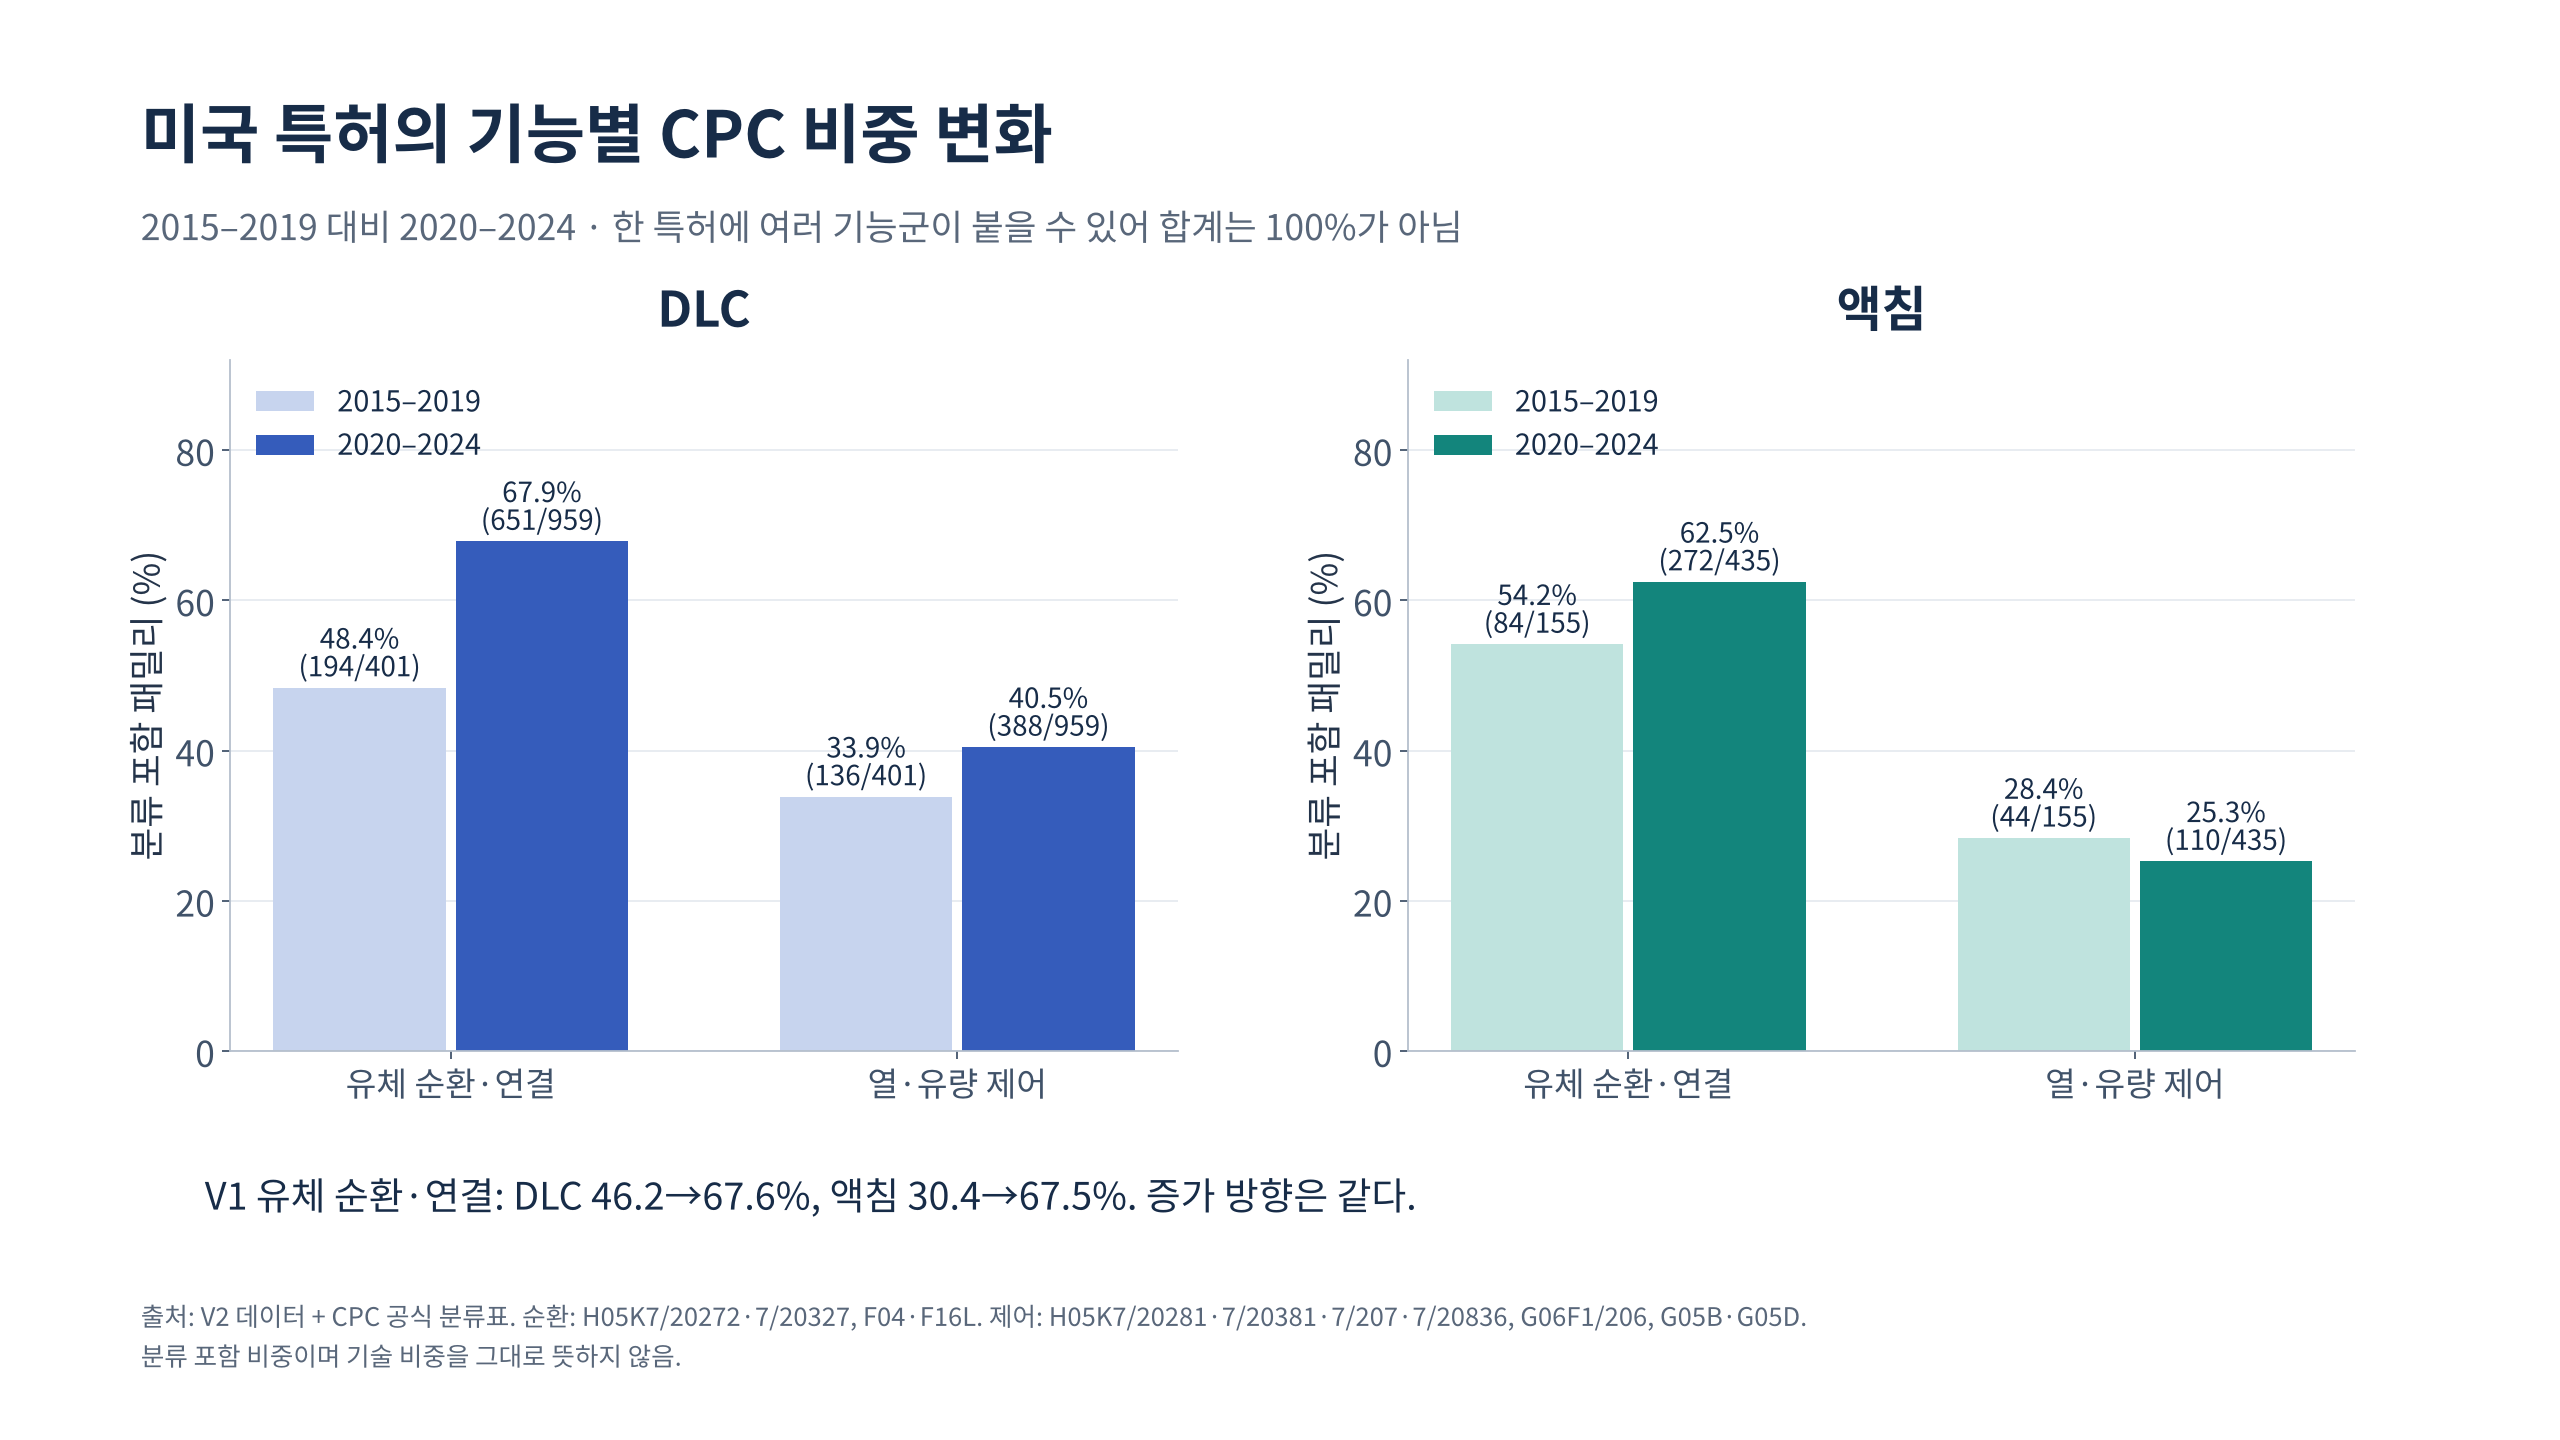 미국 특허의 기능별 CPC 비중 변화
2015–2019 대비 2020–2024 · 한 특허에 여러 기능군이 붙을 수 있어 합계는 100%가 아님
DLC
2015–2019
2020–2024
분류 포함 패밀리 (%)
80
60
40
20
0
48.4%
(194/401)
67.9%
(651/959)
33.9%
(136/401)
40.5%
(388/959)
유체 순환·연결
열·유량 제어
액침
2015–2019
2020–2024
분류 포함 패밀리 (%)
80
60
40
20
0
54.2%
(84/155)
62.5%
(272/435)
28.4%
(44/155)
25.3%
(110/435)
유체 순환·연결
열·유량 제어
V1 유체 순환·연결: DLC 46.2→67.6%, 액침 30.4→67.5%. 증가 방향은 같다.
출처: V2 데이터 + CPC 공식 분류표. 순환: H05K7/20272·7/20327, F04·F16L. 제어: H05K7/20281·7/20381·7/207·7/20836, G06F1/206, G05B·G05D.
분류 포함 비중이며 기술 비중을 그대로 뜻하지 않음.